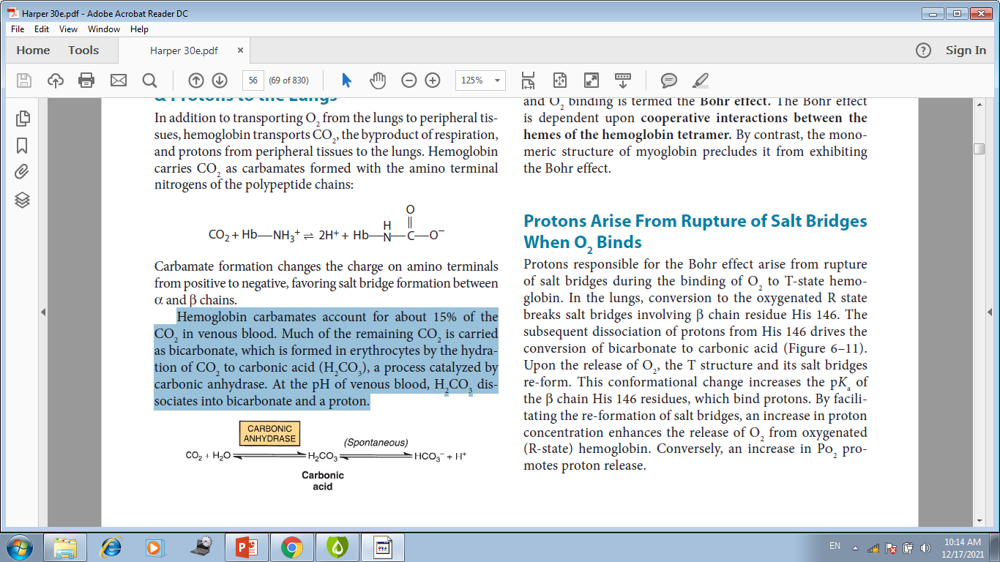 Harper 30e.pdf - Adobe Acrobat Reader DC
File Edit View Window Help
Home Tools Harper 30e.pdf × ? Sign In
56 (69 of 830) 125%
& Protons to the Lungs
In addition to transporting O₂ from the lungs to peripheral tis-
sues, hemoglobin transports CO₂, the byproduct of respiration,
and protons from peripheral tissues to the lungs. Hemoglobin
carries CO₂ as carbamates formed with the amino terminal
nitrogens of the polypeptide chains:
O
H
CO₂ + Hb—NH₃⁺ ⇌ 2H⁺ + Hb—N—C—O⁻
Carbamate formation changes the charge on amino terminals
from positive to negative, favoring salt bridge formation between
α and β chains.
Hemoglobin carbamates account for about 15% of the
CO₂ in venous blood. Much of the remaining CO₂ is carried
as bicarbonate, which is formed in erythrocytes by the hydra-
tion of CO₂ to carbonic acid (H₂CO₃), a process catalyzed by
carbonic anhydrase. At the pH of venous blood, H₂CO₃ dis-
sociates into bicarbonate and a proton.
CARBONIC
ANHYDRASE
(Spontaneous)
CO₂ + H₂O ⇌ H₂CO₃ ⇌ HCO₃⁻ + H⁺
Carbonic
acid
and O₂ binding is termed the Bohr effect. The Bohr effect
is dependent upon cooperative interactions between the
hemes of the hemoglobin tetramer. By contrast, the mono-
meric structure of myoglobin precludes it from exhibiting
the Bohr effect.
Protons Arise From Rupture of Salt Bridges
When O₂ Binds
Protons responsible for the Bohr effect arise from rupture
of salt bridges during the binding of O₂ to T-state hemo-
globin. In the lungs, conversion to the oxygenated R state
breaks salt bridges involving β chain residue His 146. The
subsequent dissociation of protons from His 146 drives the
conversion of bicarbonate to carbonic acid (Figure 6–11).
Upon the release of O₂, the T structure and its salt bridges
re-form. This conformational change increases the pKₐ of
the β chain His 146 residues, which bind protons. By facili-
tating the re-formation of salt bridges, an increase in proton
concentration enhances the release of O₂ from oxygenated
(R-state) hemoglobin. Conversely, an increase in Po₂ pro-
motes proton release.
EN
10:14 AM
12/17/2021